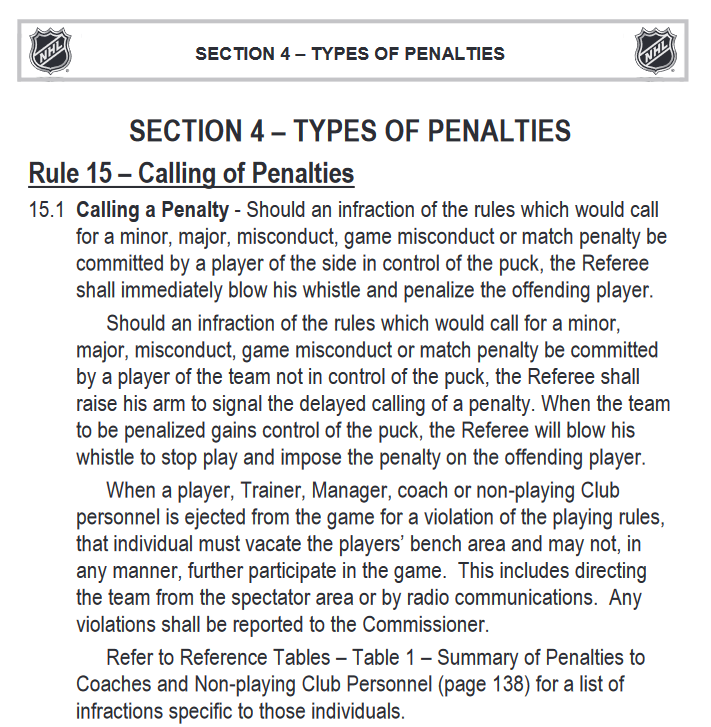 NHL
SECTION 4 – TYPES OF PENALTIES
NHL
SECTION 4 – TYPES OF PENALTIES
Rule 15 – Calling of Penalties
15.1 Calling a Penalty - Should an infraction of the rules which would call
for a minor, major, misconduct, game misconduct or match penalty be
committed by a player of the side in control of the puck, the Referee
shall immediately blow his whistle and penalize the offending player.
Should an infraction of the rules which would call for a minor,
major, misconduct, game misconduct or match penalty be committed
by a player of the team not in control of the puck, the Referee shall
raise his arm to signal the delayed calling of a penalty. When the team
to be penalized gains control of the puck, the Referee will blow his
whistle to stop play and impose the penalty on the offending player.
When a player, Trainer, Manager, coach or non-playing Club
personnel is ejected from the game for a violation of the playing rules,
that individual must vacate the players’ bench area and may not, in
any manner, further participate in the game.  This includes directing
the team from the spectator area or by radio communications.  Any
violations shall be reported to the Commissioner.
Refer to Reference Tables – Table 1 – Summary of Penalties to
Coaches and Non-playing Club Personnel (page 138) for a list of
infractions specific to those individuals.